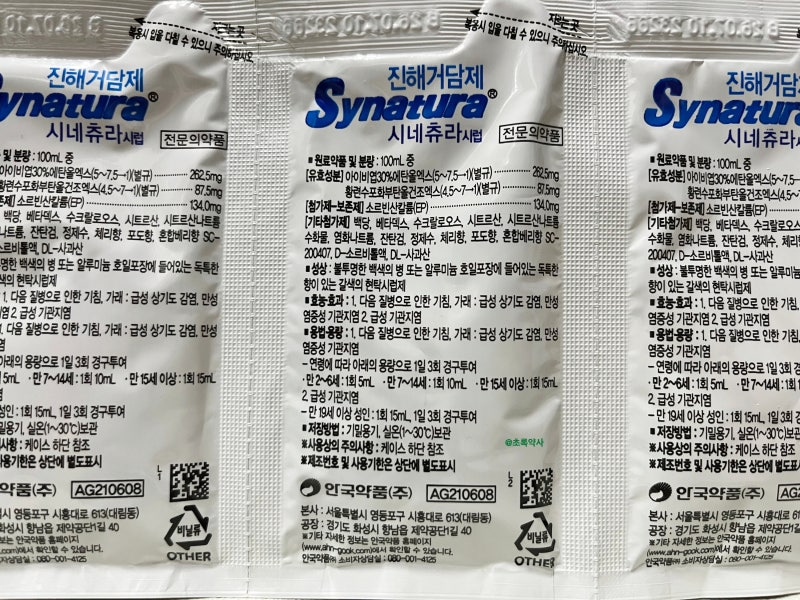 자르는곳
복용시 입을 다칠 수 있으니 주의하십시오
진해거담제
Synatura®
시네츄라시럽
전문의약품
■ 원료약품 및 분량 : 100mL 중
[유효성분] 아이비엽30%에탄올엑스(5~7.5→1)(별규) 262.5mg
황련수포화부탄올건조엑스(4.5~7→1)(별규) 87.5mg
[첨가제-보존제] 소르빈산칼륨(EP) 134.0mg
[기타첨가제] 백당, 베타덱스, 수크랄로오스, 시트르산, 시트르산나트륨
수화물, 염화나트륨, 잔탄검, 정제수, 체리향, 포도향, 혼합베리향 SC-
200407, D-소르비톨액, DL-사과산
■ 성상 : 불투명한 백색의 병 또는 알루미늄 호일포장에 들어있는 독특한
향이 있는 갈색의 현탁시럽제
■ 효능·효과 : 1. 다음 질병으로 인한 기침, 가래 : 급성 상기도 감염, 만성
염증성 기관지염 2. 급성 기관지염
■ 용법·용량 : 1. 다음 질병으로 인한 기침, 가래 : 급성 상기도 감염, 만성
염증성 기관지염
– 연령에 따라 아래의 용량으로 1일 3회 경구투여
·만 2~6세 : 1회 5mL ·만 7~14세 : 1회 10mL ·만 15세 이상 : 1회 15mL
2. 급성 기관지염
– 만 19세 이상 성인 : 1회 15mL, 1일 3회 경구투여
■ 저장방법 : 기밀용기, 실온(1~30℃)보관
※사용상의 주의사항 : 케이스 하단 참조
※제조번호 및 사용기한은 상단에 별도표시
@초록약사
L2
안국약품(주) AG210608
본사 : 서울특별시 영등포구 시흥대로 613(대림동)
공장 : 경기도 화성시 향남읍 제약공단1길 40
※기타 자세한 정보는 안국약품 홈페이지
(www.ahn-gook.com)에서 확인할 수 있습니다.
안국약품㈜ 소비자상담실 : 080-001-4125
비닐류
OTHER